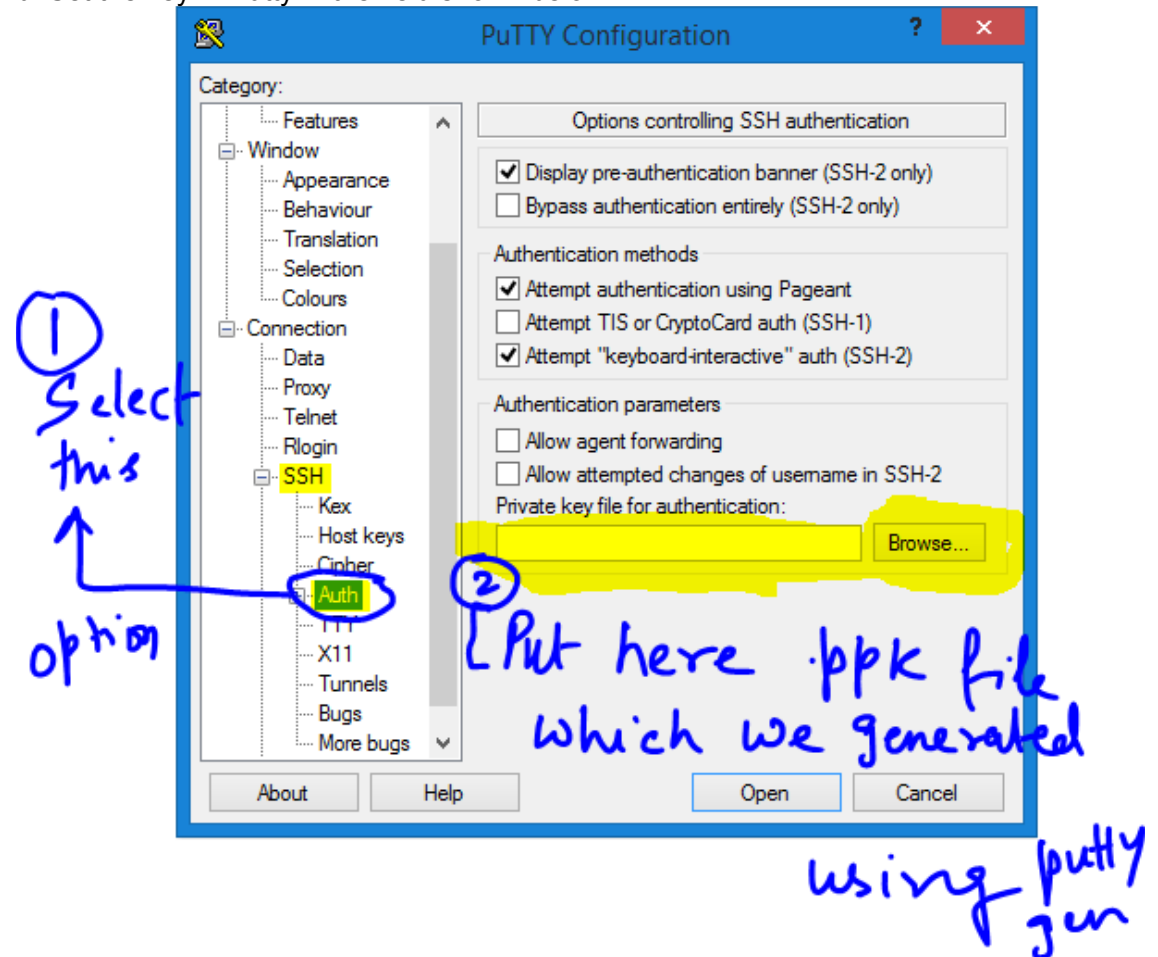 PuTTY Configuration
?
Category:
Features
Window
Appearance
Behaviour
Translation
Selection
Colours
Connection
Data
Proxy
Telnet
Rlogin
SSH
Kex
Host keys
Cipher
Auth
TTY
X11
Tunnels
Bugs
More bugs
Options controlling SSH authentication
Display pre-authentication banner (SSH-2 only)
Bypass authentication entirely (SSH-2 only)
Authentication methods
Attempt authentication using Pageant
Attempt TIS or CryptoCard auth (SSH-1)
Attempt "keyboard-interactive" auth (SSH-2)
Authentication parameters
Allow agent forwarding
Allow attempted changes of username in SSH-2
Private key file for authentication:
Browse...
About
Help
Open
Cancel
1
Select
this
option
2
Put here .ppk file
which we generated
using putty
gen